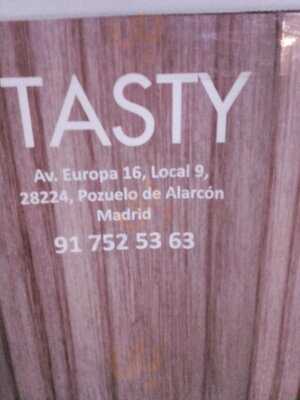 TASTY
Av. Europa 16, Local 9,
28224, Pozuelo de Alarcón
Madrid
91 752 53 63